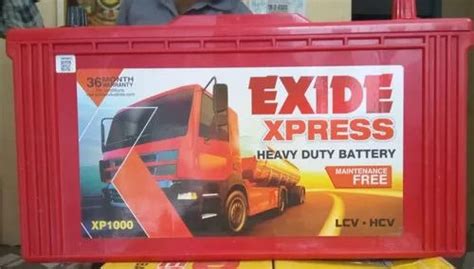 36 MONTH
WARRANTY
EXIDE
XPRESS
HEAVY DUTY BATTERY
MAINTENANCE
FREE
XP1000
LCV - HCV